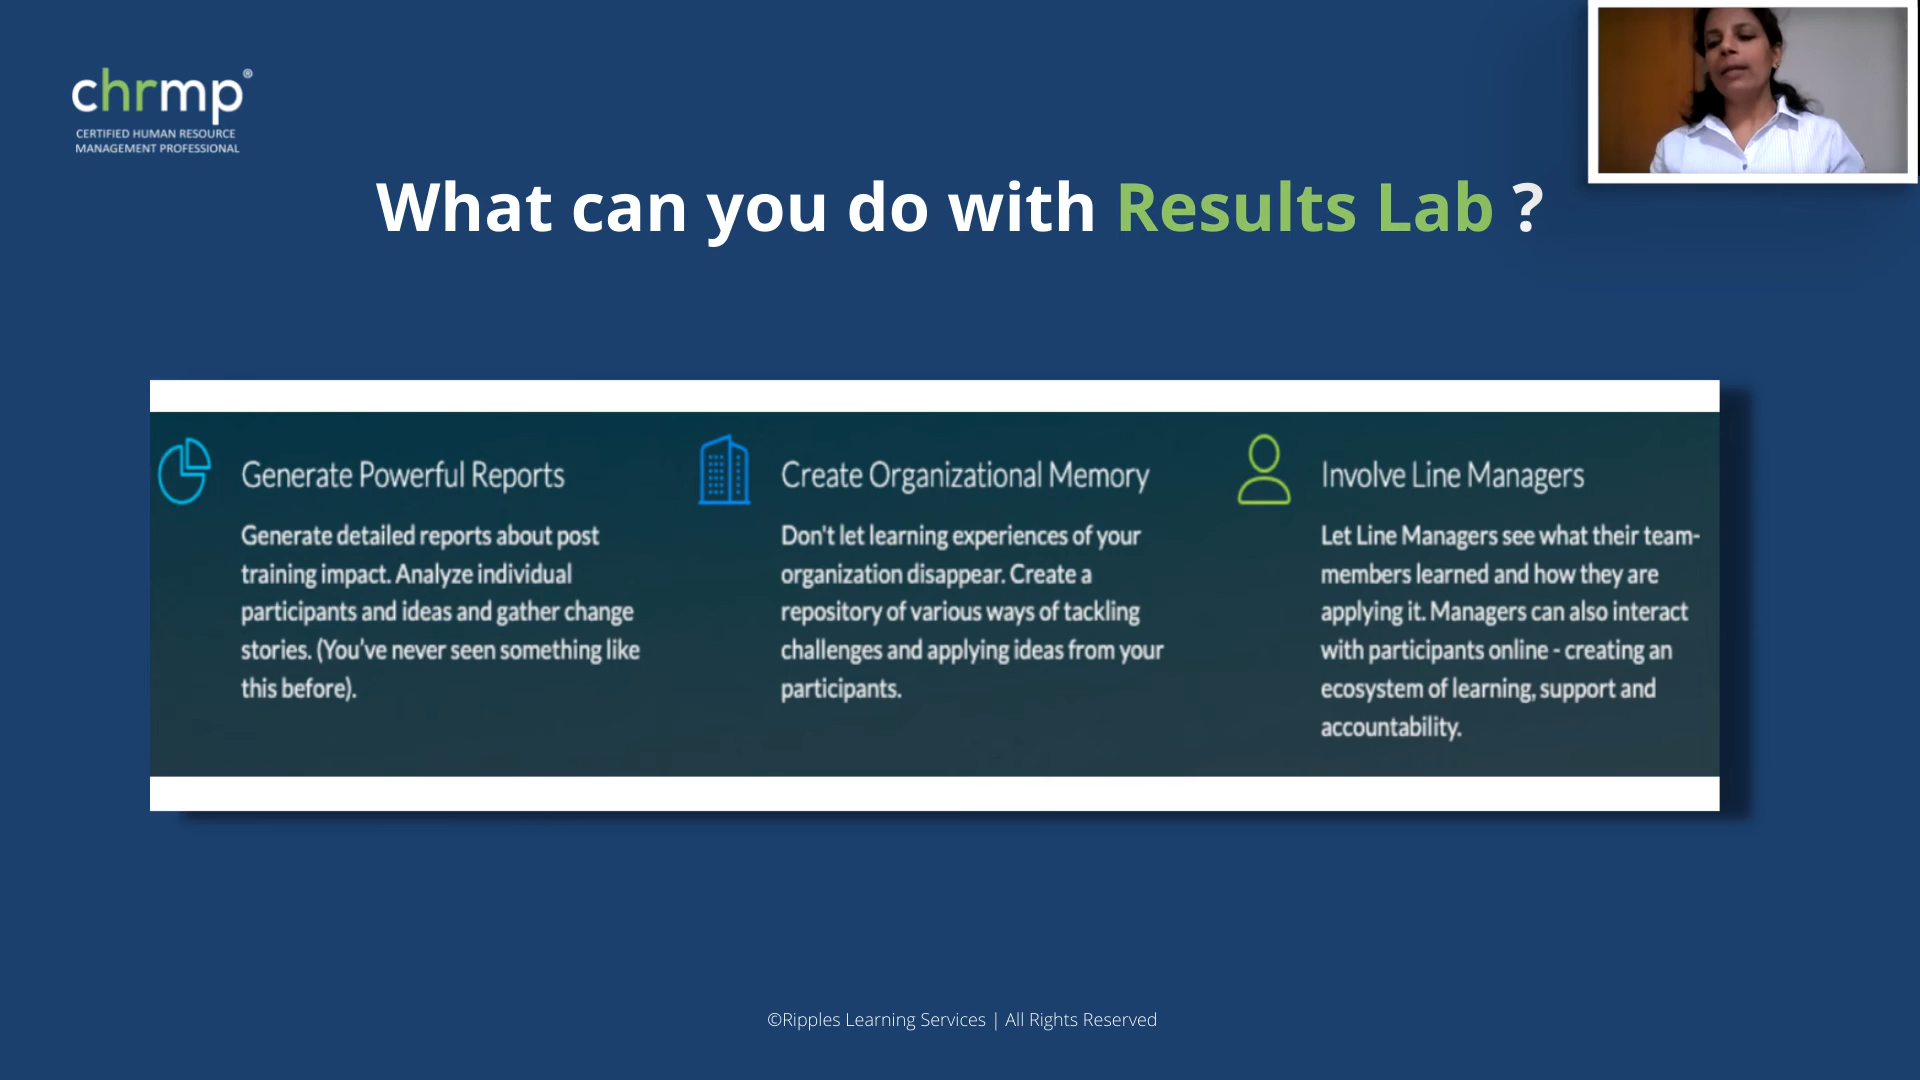 chrmp®
CERTIFIED HUMAN RESOURCE
MANAGEMENT PROFESSIONAL
What can you do with Results Lab ?
Generate Powerful Reports
Generate detailed reports about post
training impact. Analyze individual
participants and ideas and gather change
stories. (You've never seen something like
this before).
Create Organizational Memory
Don't let learning experiences of your
organization disappear. Create a
repository of various ways of tackling
challenges and applying ideas from your
participants.
Involve Line Managers
Let Line Managers see what their team-
members learned and how they are
applying it. Managers can also interact
with participants online - creating an
ecosystem of learning, support and
accountability.
©Ripples Learning Services | All Rights Reserved